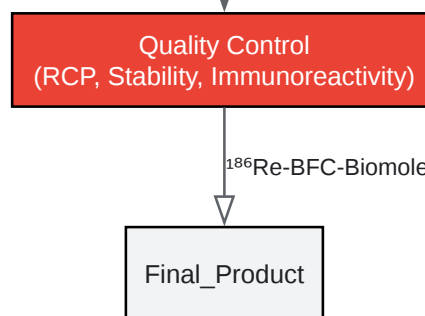 Quality Control
(RCP, Stability, Immunoreactivity)
¹⁸⁶Re-BFC-Biomole
Final_Product